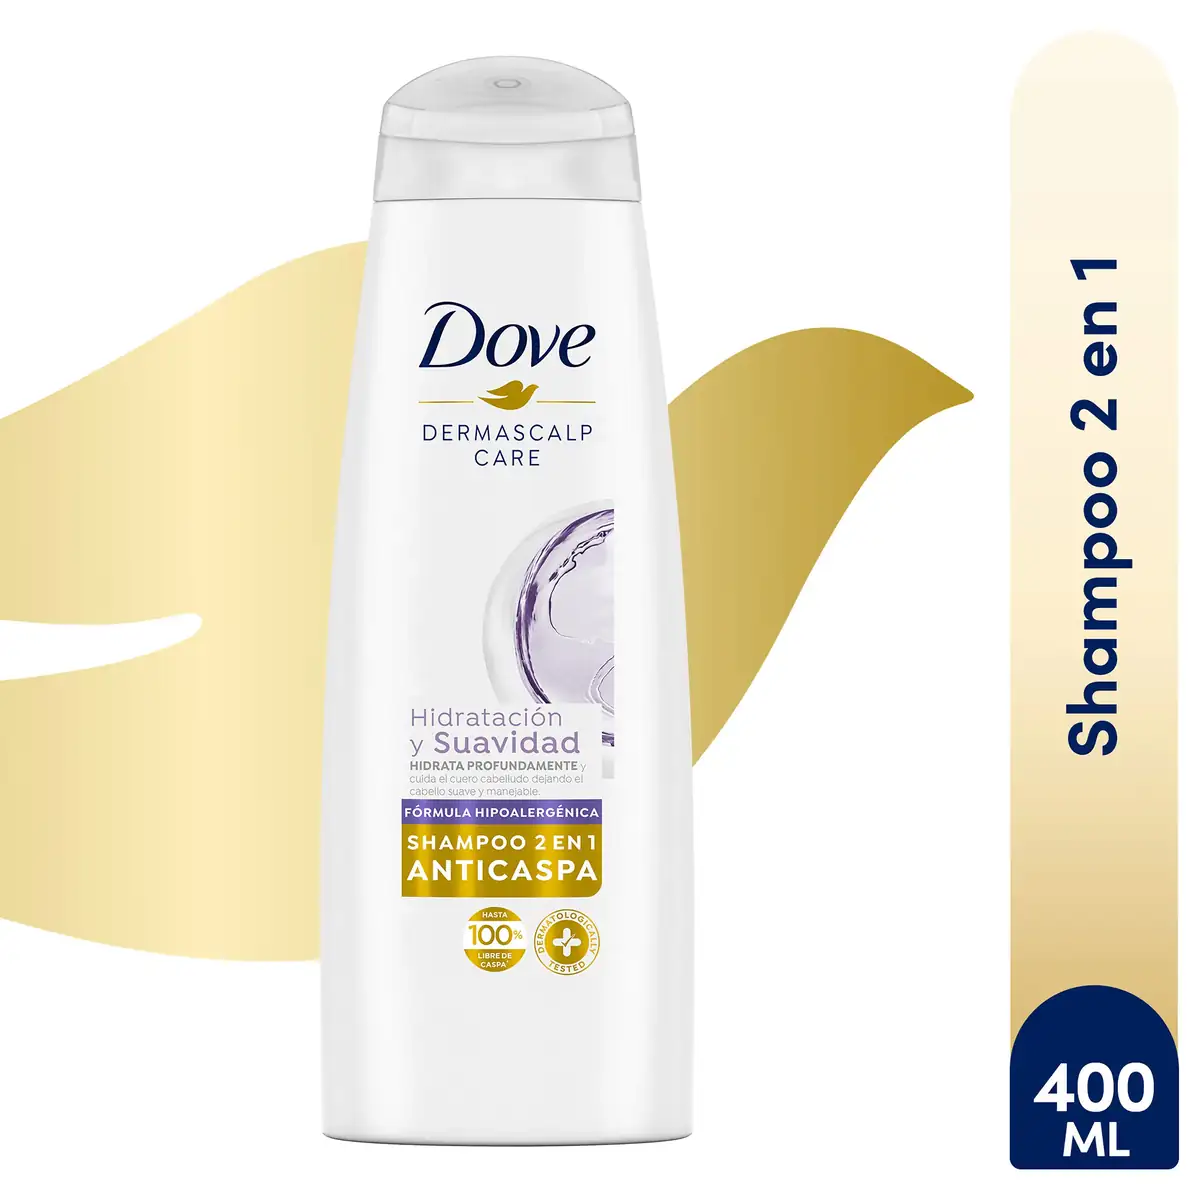 Dove
DERMASCALP
CARE
Hidratación
y Suavidad
HIDRATA PROFUNDAMENTE y
cuida el cuero cabelludo dejando el
cabello suave y manejable.
FÓRMULA HIPOALERGÉNICA
SHAMPOO 2 EN 1
ANTICASPA
HASTA
100%
LIBRE DE
CASPA*
DERMATOLOGICALLY
TESTED
Shampoo 2 en 1
400
ML